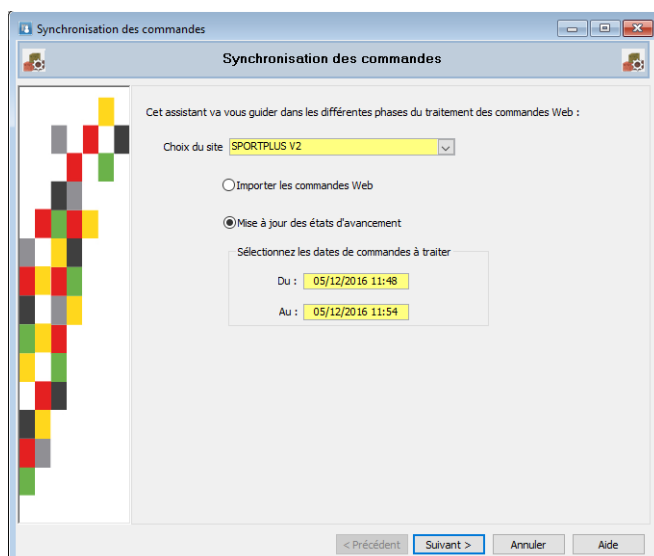 Synchronisation des commandes
Synchronisation des commandes
Cet assistant va vous guider dans les différentes phases du traitement des commandes Web :
Choix du site SPORTPLUS V2
Importer les commandes Web
Mise à jour des états d'avancement
Sélectionnez les dates de commandes à traiter
Du : 05/12/2016 11:48
Au : 05/12/2016 11:54
< Précédent Suivant > Annuler Aide